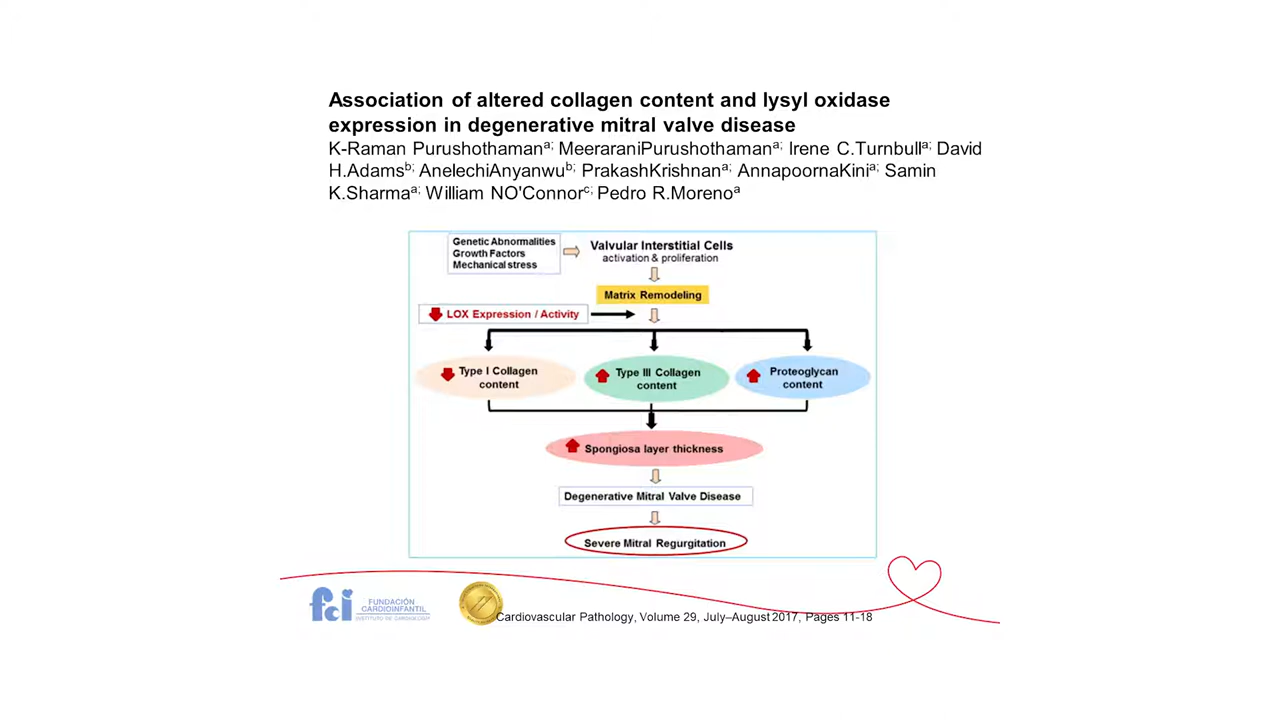 Association of altered collagen content and lysyl oxidase
expression in degenerative mitral valve disease
K-Raman Purushothamanª; MeeraraniPurushothamanª; Irene C.Turnbullª; David
H.Adamsᵇ; AnelechiAnyanwuᵇ; PrakashKrishnanª; AnnapoornaKiniª; Samin
K.Sharmaª; William NO'Connorᶜ; Pedro R.Morenoª
Genetic Abnormalities
Growth Factors
Mechanical stress
Valvular Interstitial Cells
activation & proliferation
Matrix Remodeling
LOX Expression / Activity
Type I Collagen
content
Type III Collagen
content
Proteoglycan
content
Spongiosa layer thickness
Degenerative Mitral Valve Disease
Severe Mitral Regurgitation
fci
FUNDACIÓN
CARDIOINFANTIL
INSTITUTO DE CARDIOLOGÍA
Cardiovascular Pathology, Volume 29, July–August 2017, Pages 11-18